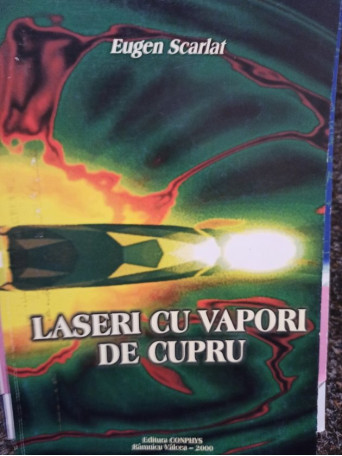 Eugen Scarlat
LASERI CU VAPORI
DE CUPRU
Editura CONPHYS
Râmnicu Vâlcea – 2000